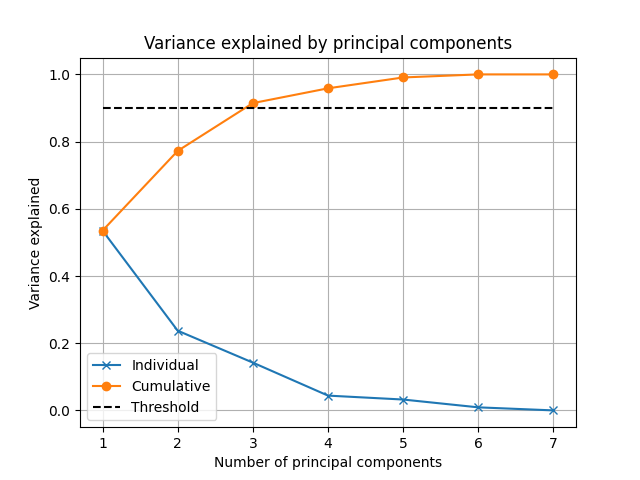 Variance explained by principal components
1.0
0.8
0.6
0.4
0.2
0.0
Variance explained
Individual
Cumulative
Threshold
1 2 3 4 5 6 7
Number of principal components